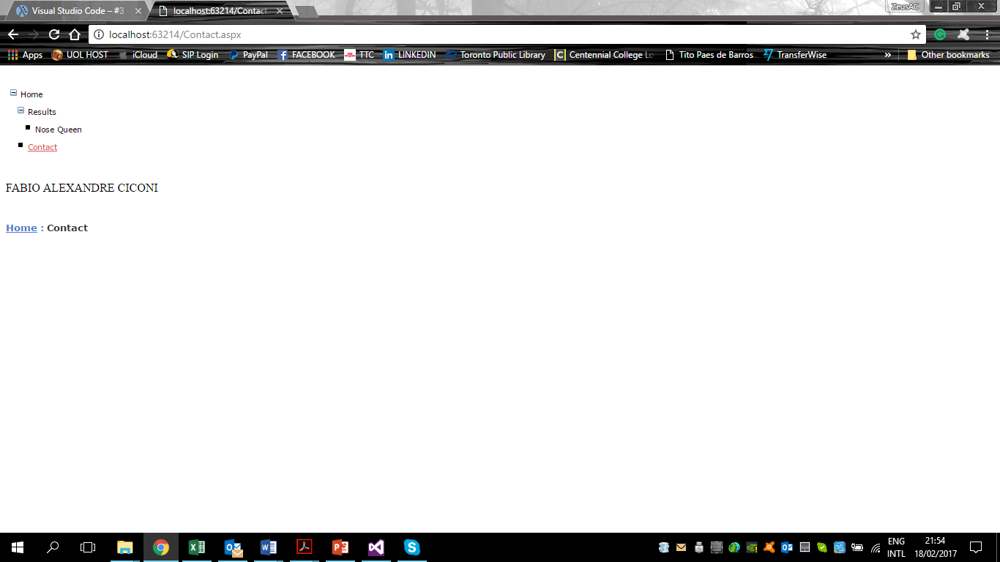 Visual Studio Code – #3
localhost:63214/Contact
ZeusAC
localhost:63214/Contact.aspx
Apps UOL HOST iCloud SIP Login PayPal FACEBOOK TTC LINKEDIN Toronto Public Library Centennial College Lo Tito Paes de Barros TransferWise » Other bookmarks
Home
Results
Nose Queen
Contact
FABIO ALEXANDRE CICONI
Home : Contact
ENG
INTL
21:54
18/02/2017